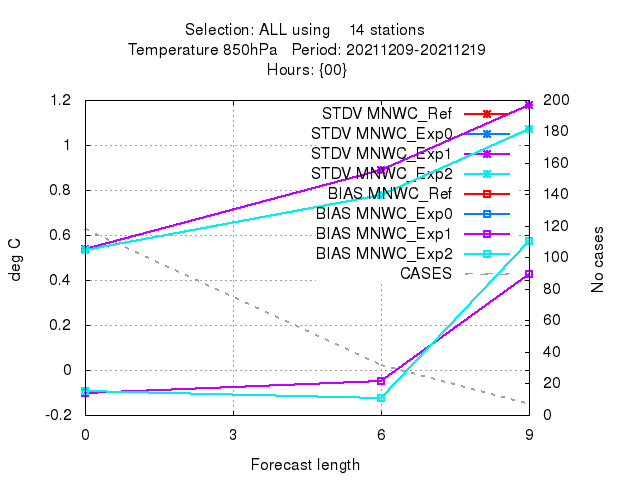 Selection: ALL using 14 stations
Temperature 850hPa Period: 20211209-20211219
Hours: {00}
1.2
1
0.8
0.6
0.4
0.2
0
-0.2
200
180
160
140
120
100
80
60
40
20
0
STDV MNWC_Ref
STDV MNWC_Exp0
STDV MNWC_Exp1
STDV MNWC_Exp2
BIAS MNWC_Ref
BIAS MNWC_Exp0
BIAS MNWC_Exp1
BIAS MNWC_Exp2
CASES
deg C
No cases
0 3 6 9
Forecast length